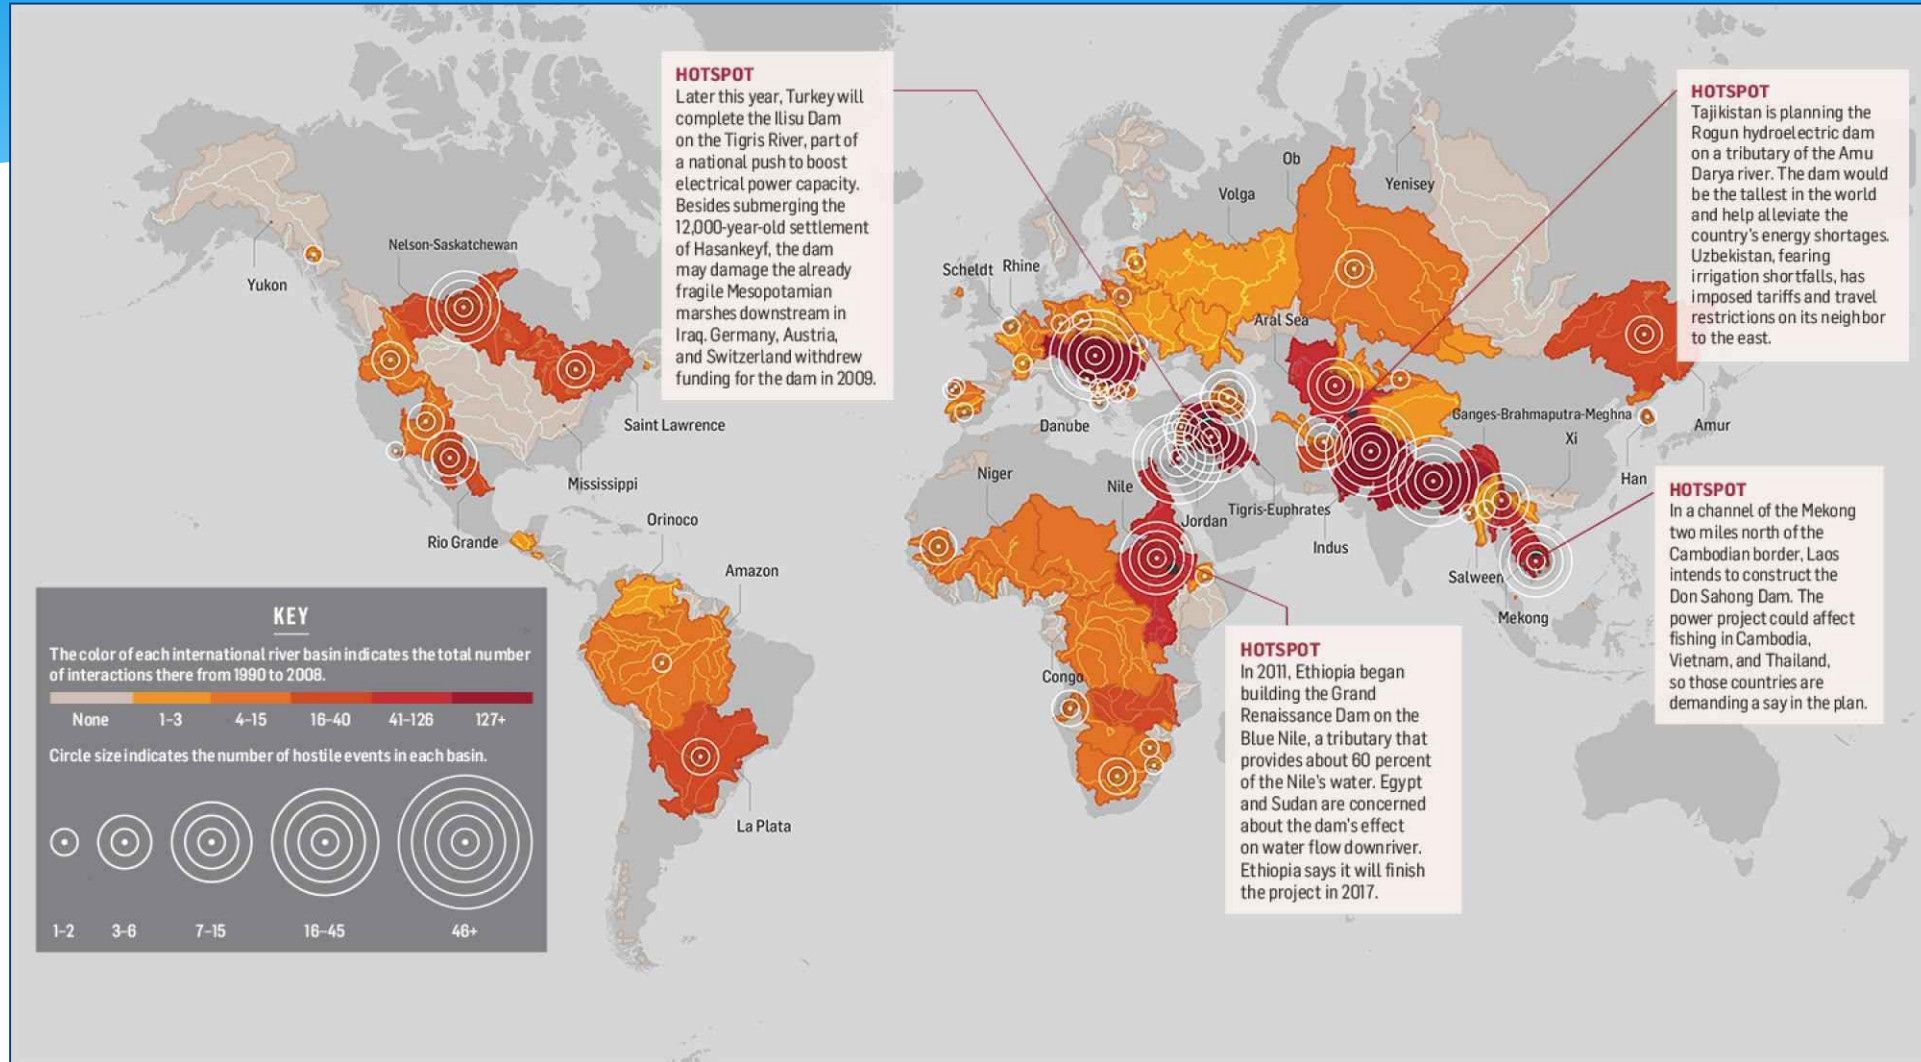 HOTSPOT
Later this year, Turkey will
complete the Ilisu Dam
on the Tigris River, part of
a national push to boost
electrical power capacity.
Besides submerging the
12,000-year-old settlement
of Hasankeyf, the dam
may damage the already
fragile Mesopotamian
marshes downstream in
Iraq. Germany, Austria,
and Switzerland withdrew
funding for the dam in 2009.
HOTSPOT
Tajikistan is planning the
Rogun hydroelectric dam
on a tributary of the Amu
Darya river. The dam would
be the tallest in the world
and help alleviate the
country's energy shortages.
Uzbekistan, fearing
irrigation shortfalls, has
imposed tariffs and travel
restrictions on its neighbor
to the east.
Ob
Yenisey
Volga
Nelson-Saskatchewan
Yukon
Scheldt
Rhine
Aral Sea
Saint Lawrence
Danube
Ganges-Brahmaputra-Meghna
Xi
Amur
Mississippi
Niger
Nile
Han
Tigris-Euphrates
Jordan
Orinoco
Rio Grande
Indus
Salween
Mekong
Amazon
Congo
La Plata
HOTSPOT
In a channel of the Mekong
two miles north of the
Cambodian border, Laos
intends to construct the
Don Sahong Dam. The
power project could affect
fishing in Cambodia,
Vietnam, and Thailand,
so those countries are
demanding a say in the plan.
HOTSPOT
In 2011, Ethiopia began
building the Grand
Renaissance Dam on the
Blue Nile, a tributary that
provides about 60 percent
of the Nile's water. Egypt
and Sudan are concerned
about the dam's effect
on water flow downriver.
Ethiopia says it will finish
the project in 2017.
KEY
The color of each international river basin indicates the total number
of interactions there from 1990 to 2008.
None 1–3 4–15 16–40 41–126 127+
Circle size indicates the number of hostile events in each basin.
1–2 3–6 7–15 16–45 46+